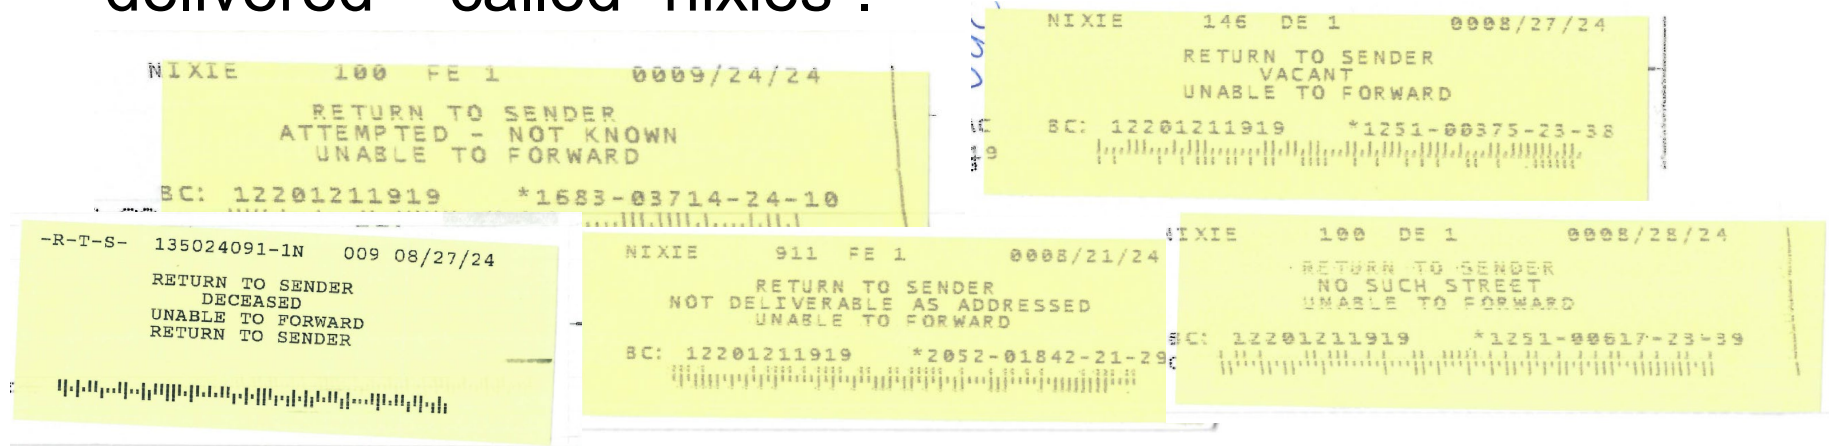 delivered – called "nixies".
NIXIE 100 FE 1 0009/24/24
RETURN TO SENDER
ATTEMPTED - NOT KNOWN
UNABLE TO FORWARD
BC: 12201211919 *1683-03714-24-10
NIXIE 146 DE 1 0008/27/24
RETURN TO SENDER
VACANT
UNABLE TO FORWARD
BC: 12201211919 *1251-00375-23-38
-R-T-S- 135024091-1N 009 08/27/24
RETURN TO SENDER
DECEASED
UNABLE TO FORWARD
RETURN TO SENDER
NIXIE 911 FE 1 0008/21/24
RETURN TO SENDER
NOT DELIVERABLE AS ADDRESSED
UNABLE TO FORWARD
BC: 12201211919 *2052-01842-21-29
NIXIE 100 DE 1 0008/28/24
RETURN TO SENDER
NO SUCH STREET
UNABLE TO FORWARD
BC: 12201211919 *1251-00617-23-39